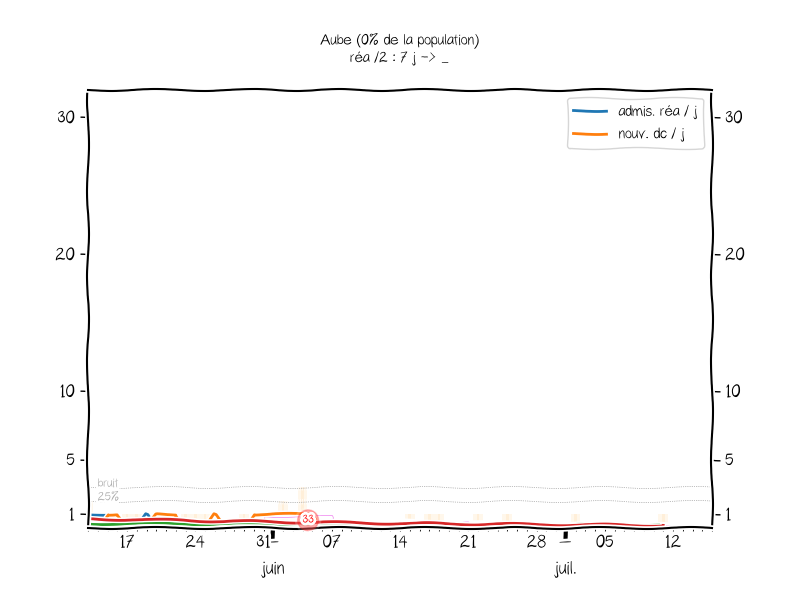 Aube (0% de la population)
réa /2 : 7 j -> _
30
30
admis. réa / j
nouv. dc / j
20
20
10
10
5
5
bruit
25%
1
33
1
17 24 31 07 14 21 28 05 12
juin juil.